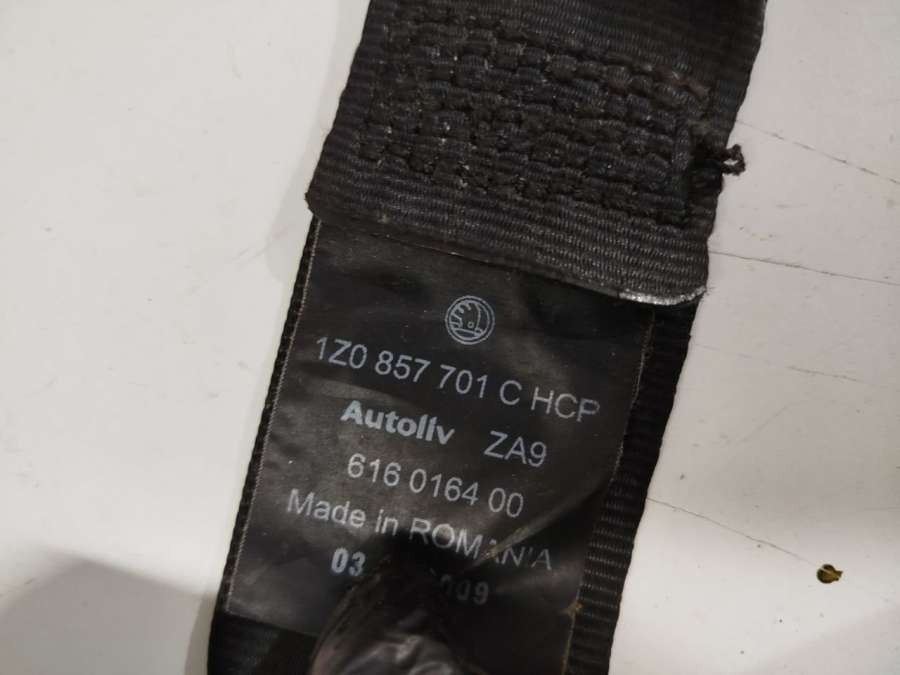 1Z0 857 701 C HCP
Autoliv ZA9
616 0164 00
Made in ROMANIA
03